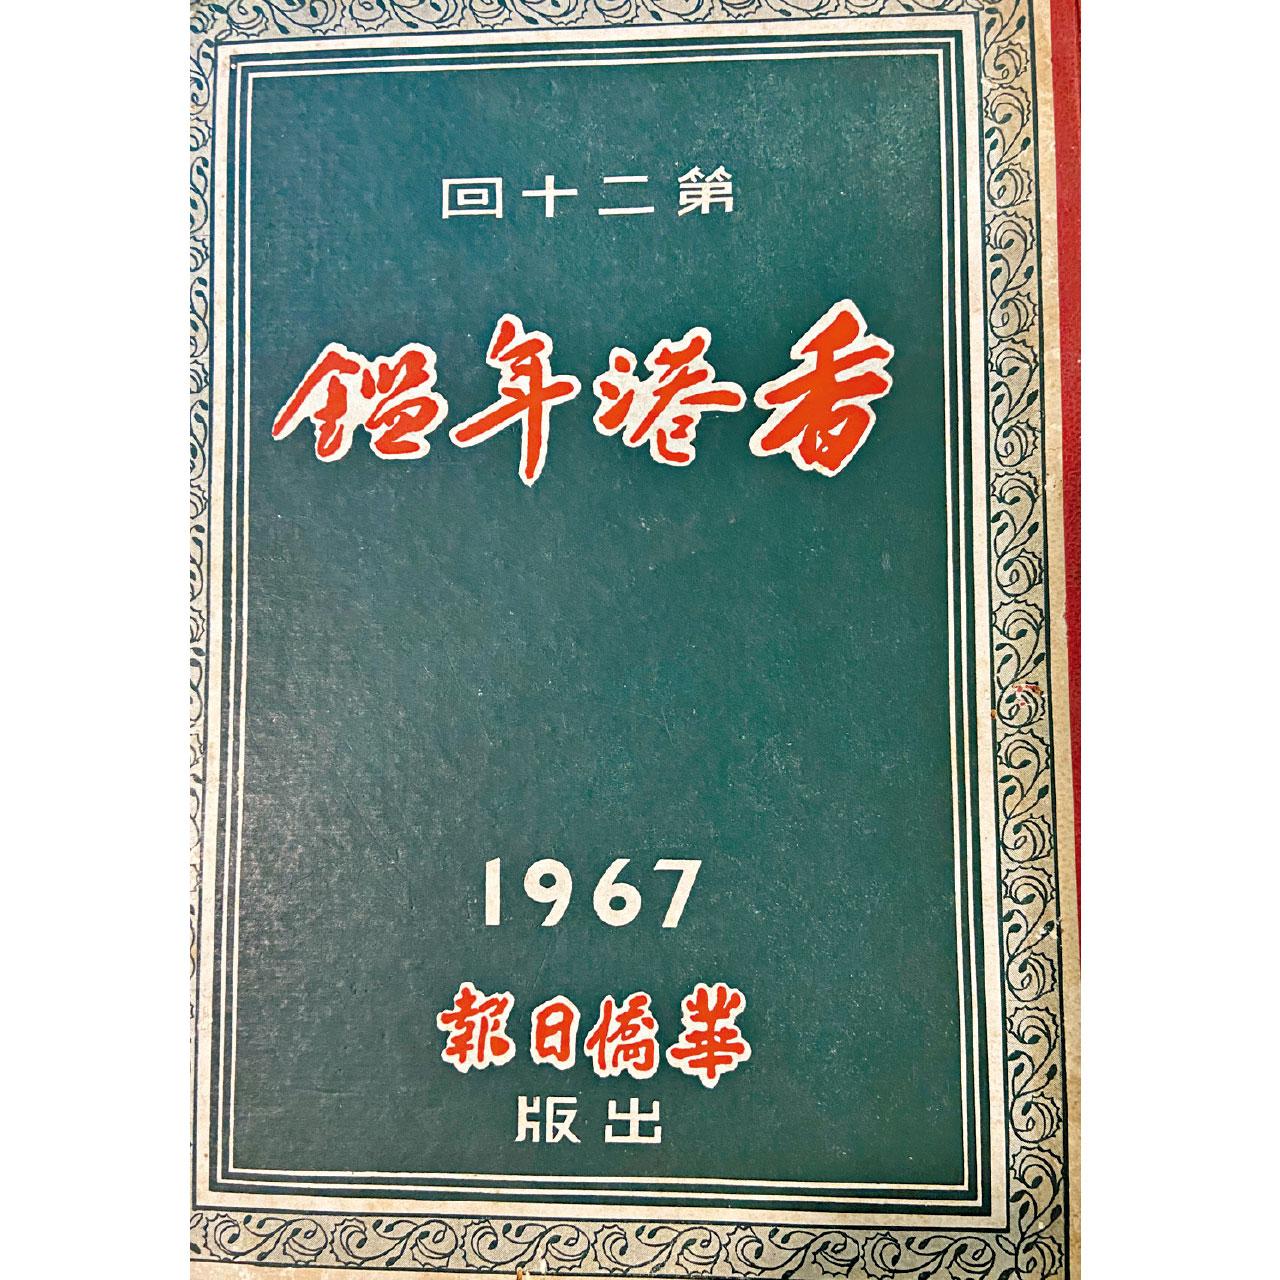 第二十回
香港年鑑
1967
華僑日報
出版